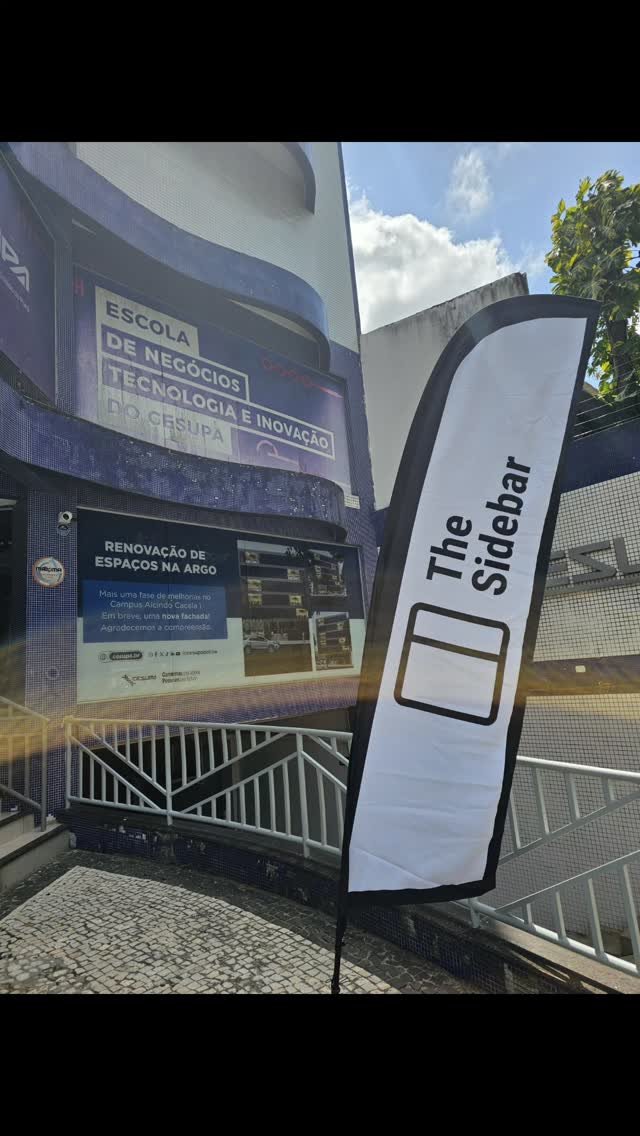 ESCOLA
DE NEGÓCIOS
TECNOLOGIA E INOVAÇÃO
DO CESUPA
RENOVAÇÃO DE
ESPAÇOS NA ARGO
Mais uma fase de melhorias no
Campus Alcindo Cacela |
Em breve, uma nova fachada!
Agradecemos a compreensão.
cesupa.br
The
Sidebar